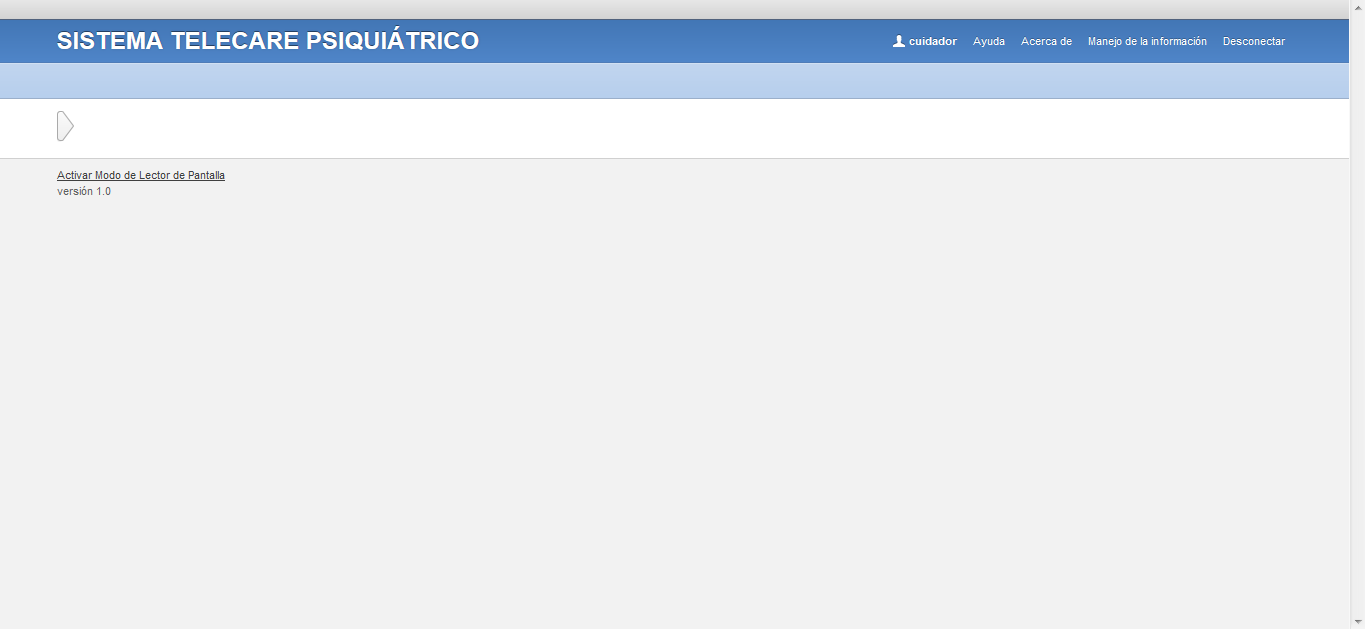 SISTEMA TELECARE PSIQUIÁTRICO
cuidador Ayuda Acerca de Manejo de la información Desconectar
Activar Modo de Lector de Pantalla
versión 1.0